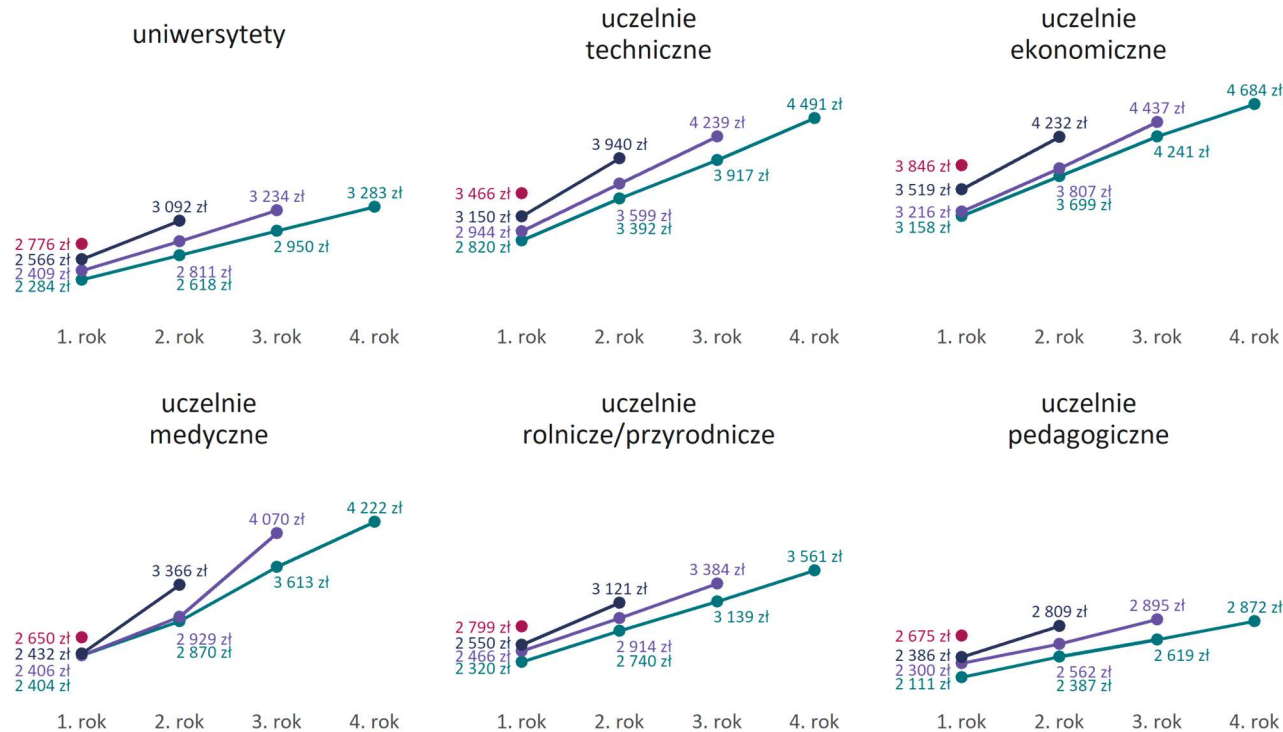 uniwersytety
3 092 zł
3 234 zł
3 283 zł
2 776 zł
2 566 zł
2 409 zł
2 284 zł
2 811 zł
2 618 zł
2 950 zł
1. rok 2. rok 3. rok 4. rok
uczelnie
techniczne
4 491 zł
4 239 zł
3 940 zł
3 466 zł
3 150 zł
2 944 zł
2 820 zł
3 599 zł
3 392 zł
3 917 zł
1. rok 2. rok 3. rok 4. rok
uczelnie
ekonomiczne
4 684 zł
4 437 zł
4 232 zł
3 846 zł
3 519 zł
3 216 zł
3 158 zł
3 807 zł
3 699 zł
4 241 zł
1. rok 2. rok 3. rok 4. rok
uczelnie
medyczne
4 222 zł
4 070 zł
3 366 zł
3 613 zł
2 650 zł
2 432 zł
2 406 zł
2 404 zł
2 929 zł
2 870 zł
1. rok 2. rok 3. rok 4. rok
uczelnie
rolnicze/przyrodnicze
3 561 zł
3 384 zł
3 121 zł
3 139 zł
2 799 zł
2 550 zł
2 466 zł
2 320 zł
2 914 zł
2 740 zł
1. rok 2. rok 3. rok 4. rok
uczelnie
pedagogiczne
2 872 zł
2 895 zł
2 809 zł
2 675 zł
2 386 zł
2 300 zł
2 111 zł
2 562 zł
2 387 zł
2 619 zł
1. rok 2. rok 3. rok 4. rok